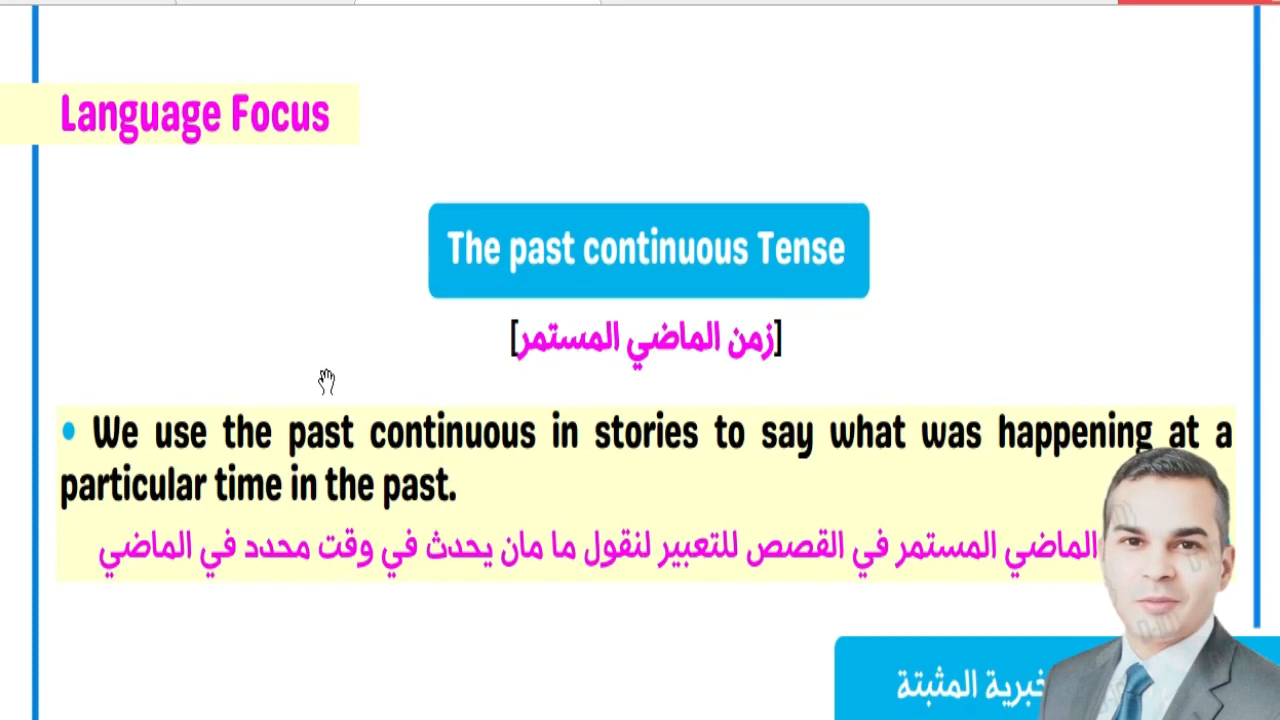 Language Focus
The past continuous Tense
[زمن الماضي المستمر]
• We use the past continuous in stories to say what was happening at a
particular time in the past.
الماضي المستمر في القصص للتعبير لنقول ما مان يحدث في وقت محدد في الماضي
خبرية المثبتة